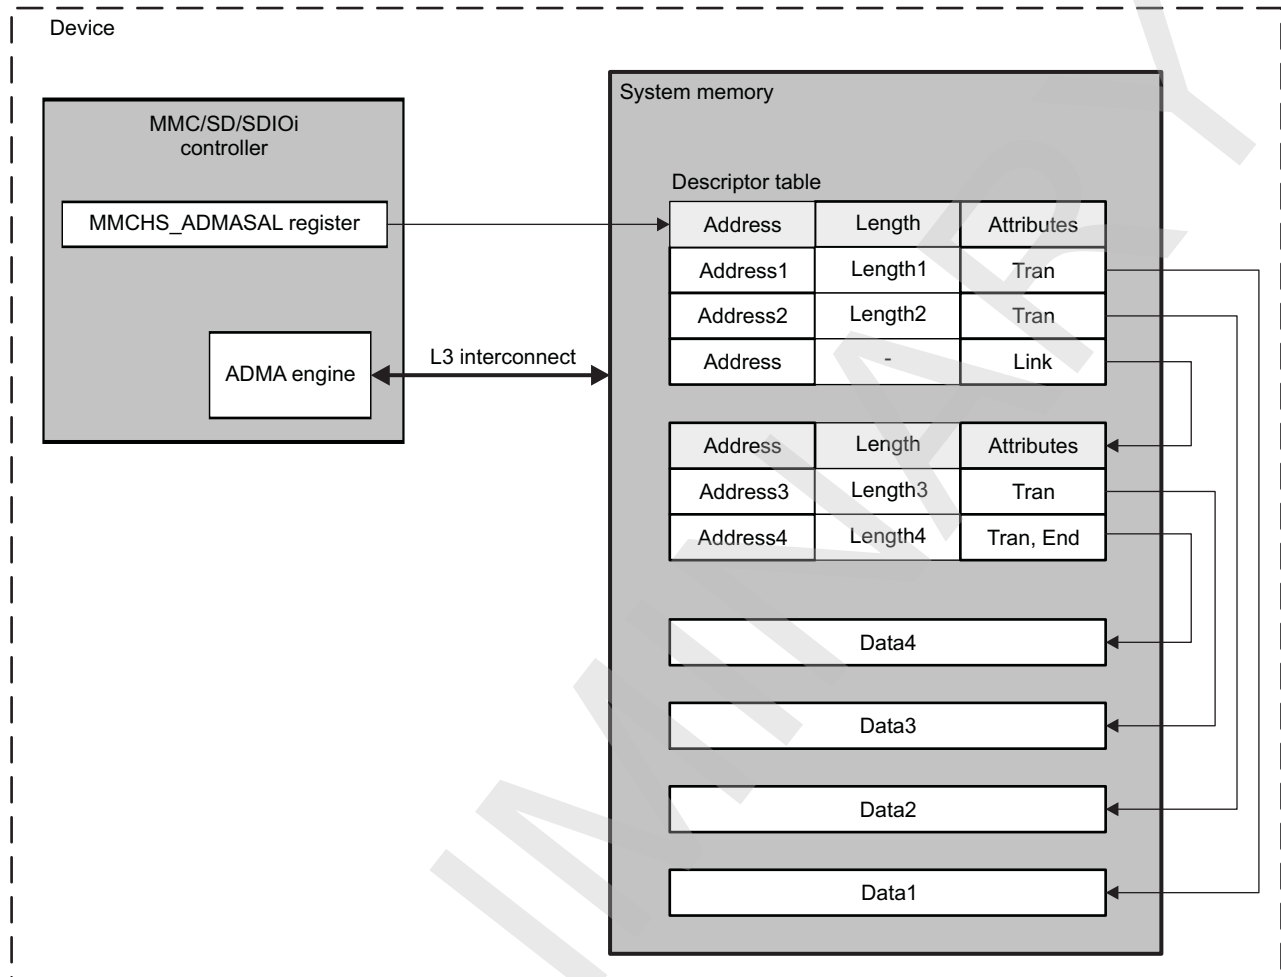 Device
MMC/SD/SDIOi
controller
MMCHS_ADMASAL register
ADMA engine
L3 interconnect
System memory
Descriptor table
Address Length Attributes
Address1 Length1 Tran
Address2 Length2 Tran
Address - Link
Address Length Attributes
Address3 Length3 Tran
Address4 Length4 Tran, End
Data4
Data3
Data2
Data1
IMINARY